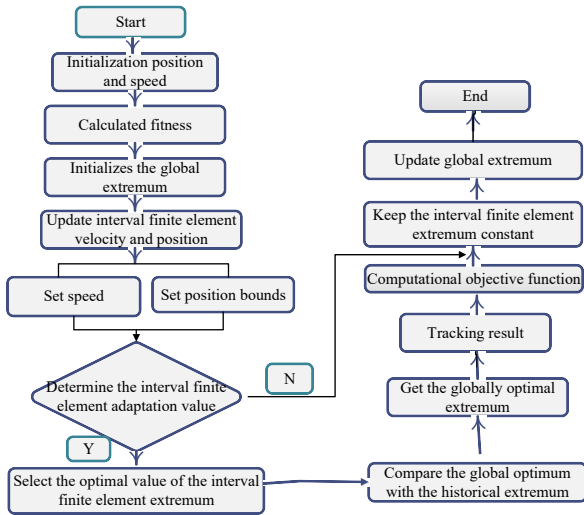 Start
Initialization position
and speed
Calculated fitness
Initializes the global
extremum
Update interval finite element
velocity and position
Set speed
Set position bounds
Determine the interval finite
element adaptation value
N
Y
Select the optimal value of the interval
finite element extremum
Compare the global optimum
with the historical extremum
Get the globally optimal
extremum
Tracking result
Computational objective function
Keep the interval finite element
extremum constant
Update global extremum
End